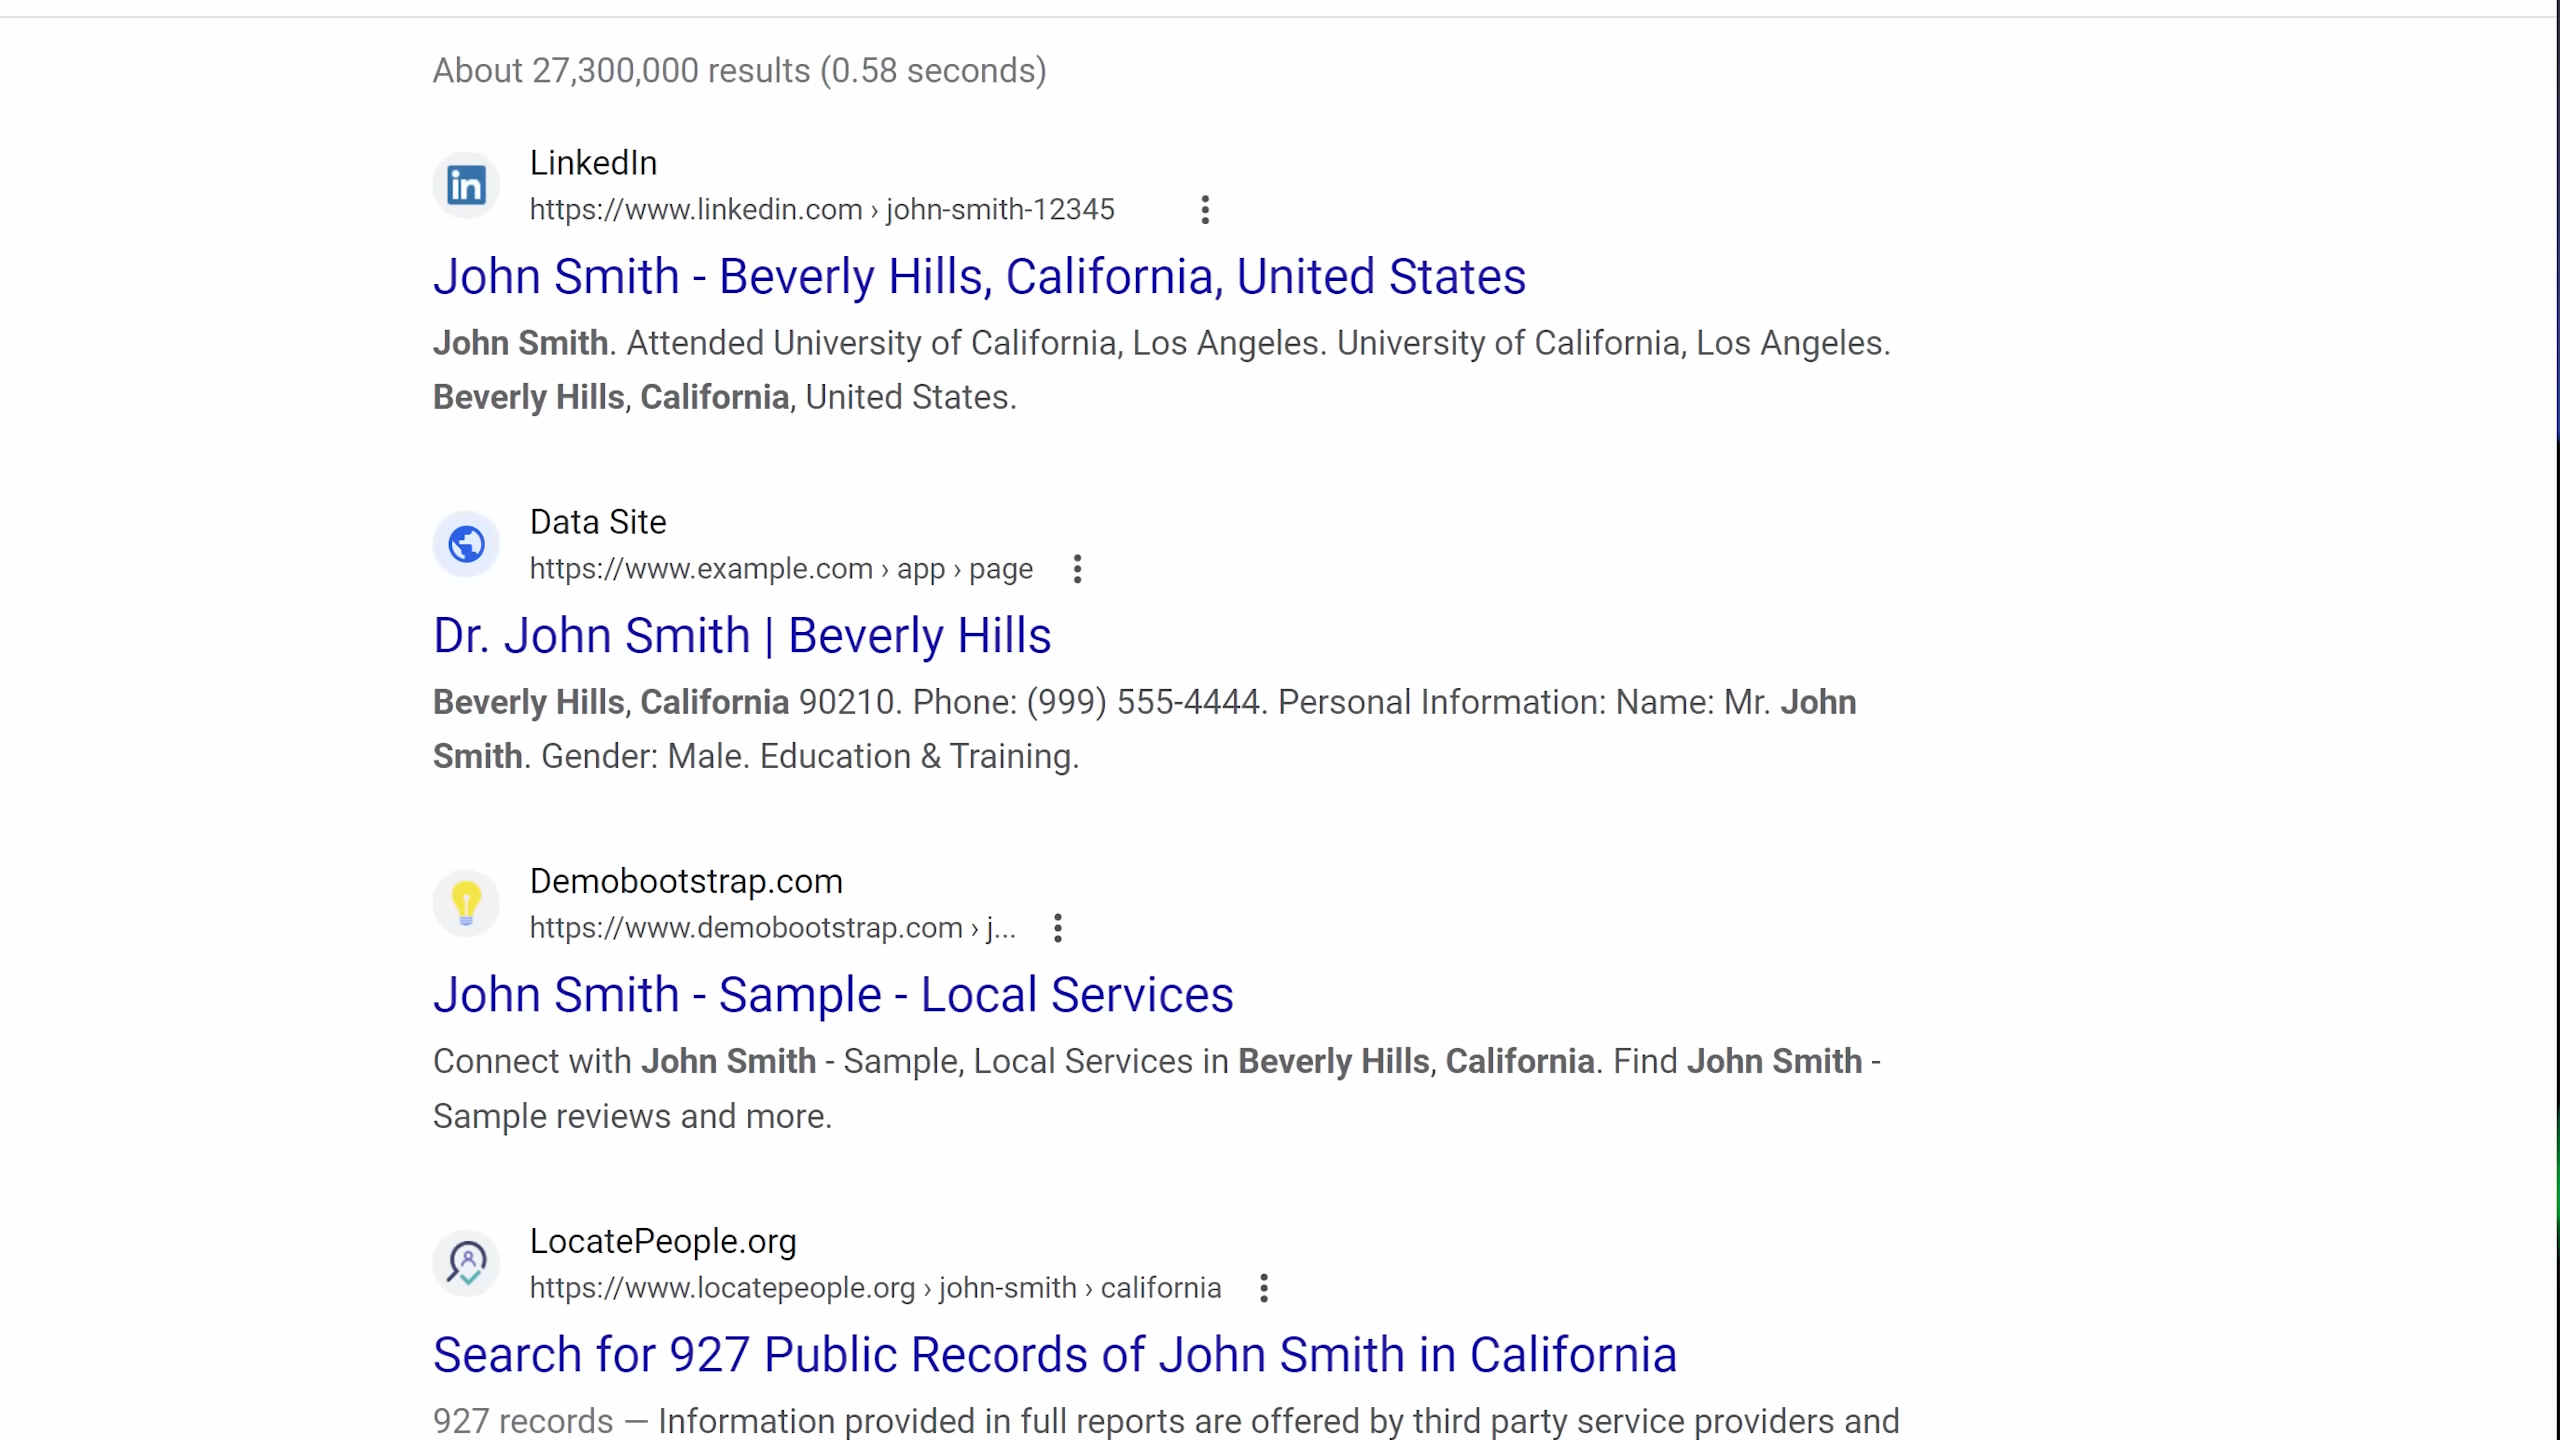 About 27,300,000 results (0.58 seconds)
LinkedIn
https://www.linkedin.com › john-smith-12345
John Smith - Beverly Hills, California, United States
John Smith. Attended University of California, Los Angeles. University of California, Los Angeles.
Beverly Hills, California, United States.
Data Site
https://www.example.com › app › page
Dr. John Smith | Beverly Hills
Beverly Hills, California 90210. Phone: (999) 555-4444. Personal Information: Name: Mr. John
Smith. Gender: Male. Education & Training.
Demobootstrap.com
https://www.demobootstrap.com › j...
John Smith - Sample - Local Services
Connect with John Smith - Sample, Local Services in Beverly Hills, California. Find John Smith -
Sample reviews and more.
LocatePeople.org
https://www.locatepeople.org › john-smith › california
Search for 927 Public Records of John Smith in California
927 records — Information provided in full reports are offered by third party service providers and